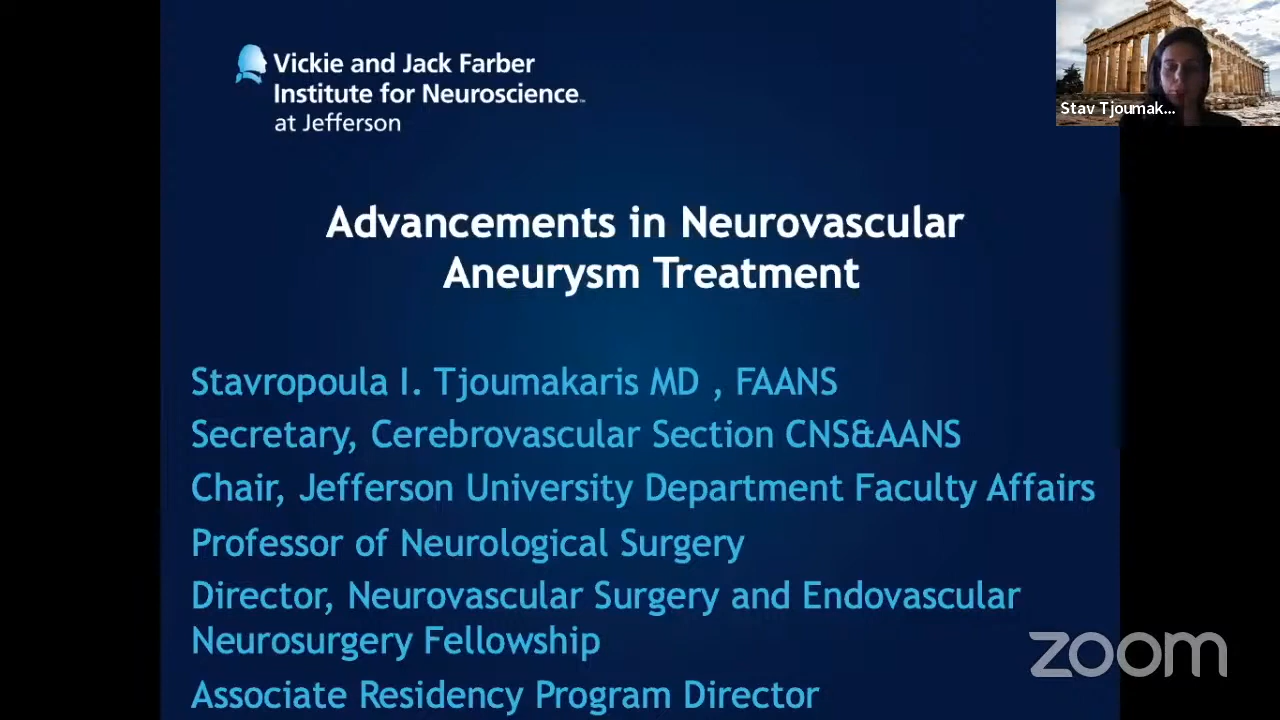 Vickie and Jack Farber
Institute for Neuroscience™
at Jefferson
Stav Tjoumak...
Advancements in Neurovascular
Aneurysm Treatment
Stavropoula I. Tjoumakaris MD , FAANS
Secretary, Cerebrovascular Section CNS&AANS
Chair, Jefferson University Department Faculty Affairs
Professor of Neurological Surgery
Director, Neurovascular Surgery and Endovascular
Neurosurgery Fellowship
Associate Residency Program Director
zoom